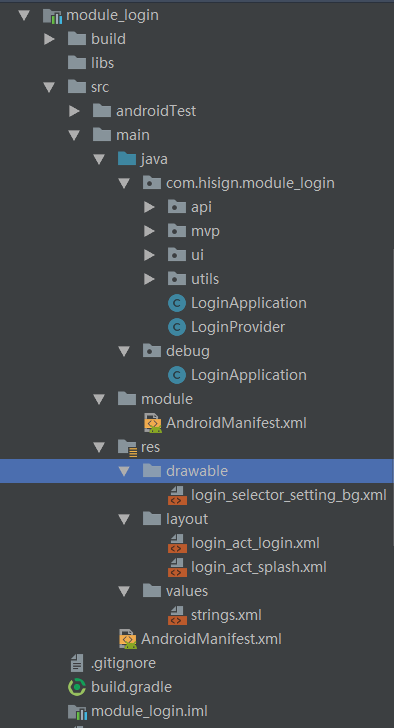 module_login
build
libs
src
androidTest
main
java
com.hisign.module_login
api
mvp
ui
utils
LoginApplication
LoginProvider
debug
LoginApplication
module
AndroidManifest.xml
res
drawable
login_selector_setting_bg.xml
layout
login_act_login.xml
login_act_splash.xml
values
strings.xml
AndroidManifest.xml
.gitignore
build.gradle
module_login.iml